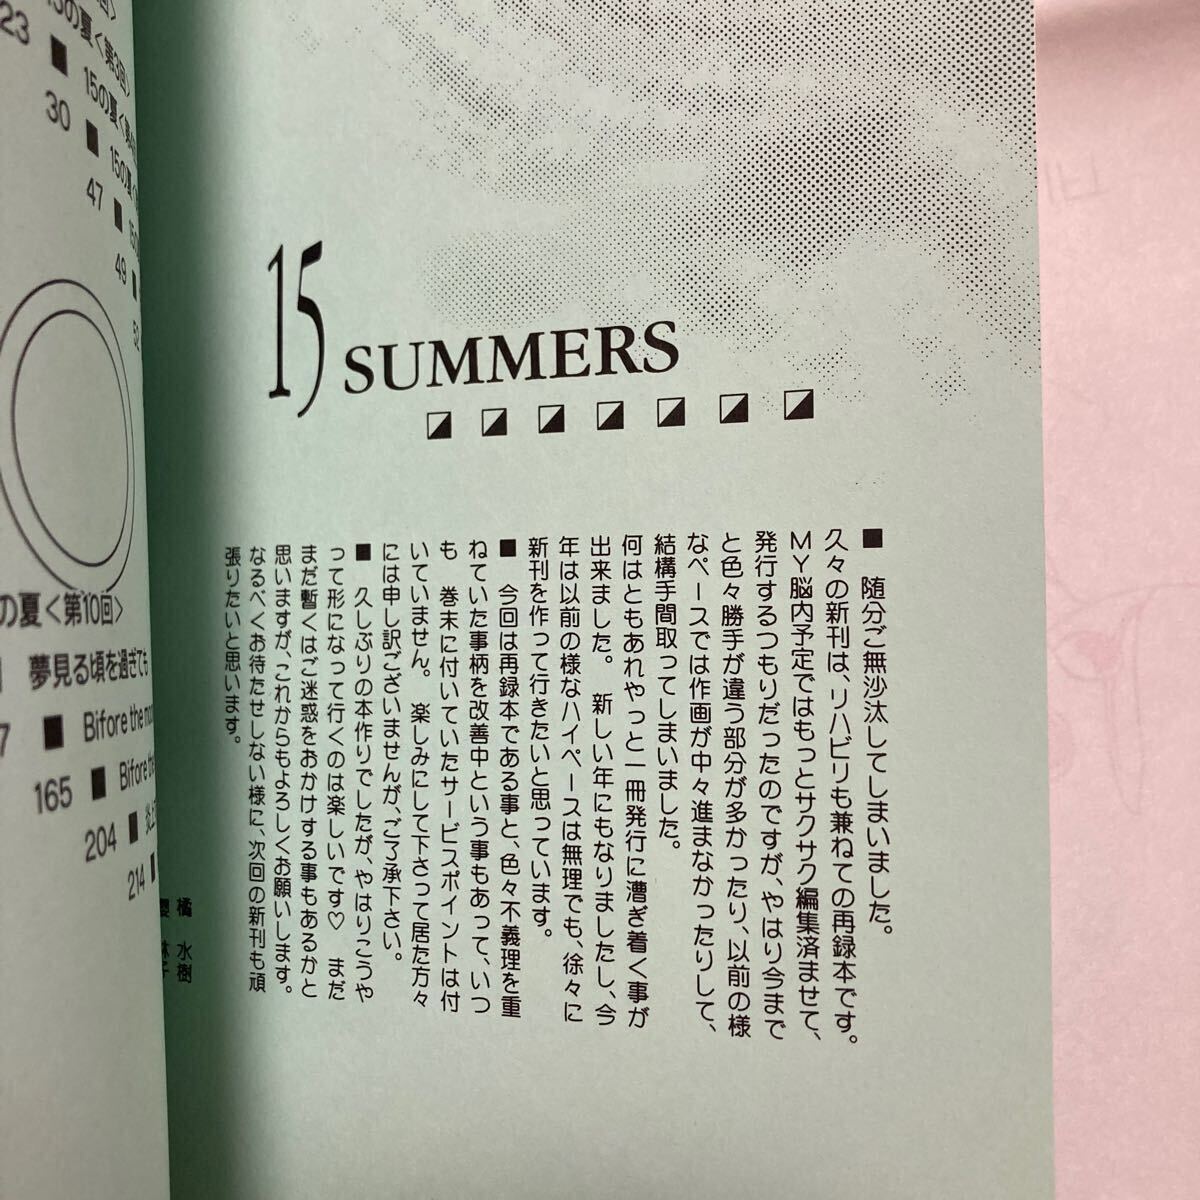 15 SUMMERS
■　随分ご無沙汰してしまいました。
久々の新刊は、リハビリも兼ねての再録本です。
ＭＹ脳内予定ではもっとサクサク編集済ませて、
発行するつもりだったのですが、やはり今まで
と色々勝手が違う部分が多かったり、以前の様
なペースでは作画が中々進まなかったりして、
結構手間取ってしまいました。
何はともあれやっと一冊発行に漕ぎ着く事が
出来ました。　新しい年にもなりましたし、今
年は以前の様なハイペースは無理でも、徐々に
新刊を作って行きたいと思っています。
■　今回は再録本である事と、色々不義理を重
ねていた事柄を改善中という事もあって、いつ
も　巻末に付いていたサービスポイントは付
いていません。　楽しみにして下さって居た方々
には申し訳ございませんが、ご了承下さい。
■　久しぶりの本作りでしたが、やはりこうや
って形になって行くのは楽しいです♡　まだ
まだ暫くはご迷惑をおかけする事もあるかと
思いますが、これからもよろしくお願いします。
なるべくお待たせしない様に、次回の新刊も頑
張りたいと思います。
橘　水樹
櫻　林子
回>
5の夏<第3回>
23 ■ 15の夏<第
30 ■ 15の夏<
47 ■
49 ■
52
の夏<第10回>
夢見る頃を過ぎても
7 ■ Bifore the
165 ■ Bifore
204 ■
214 ■